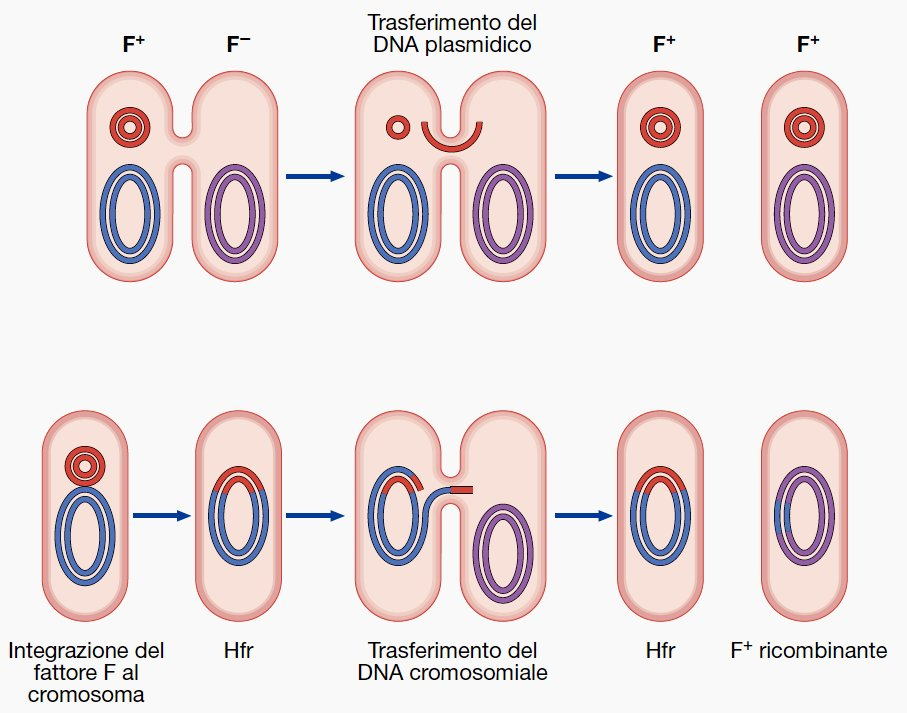 Trasferimento del
DNA plasmidico
F⁺
F⁻
F⁺
F⁺
Integrazione del
fattore F al
cromosoma
Hfr
Trasferimento del
DNA cromosomiale
Hfr
F⁺ ricombinante